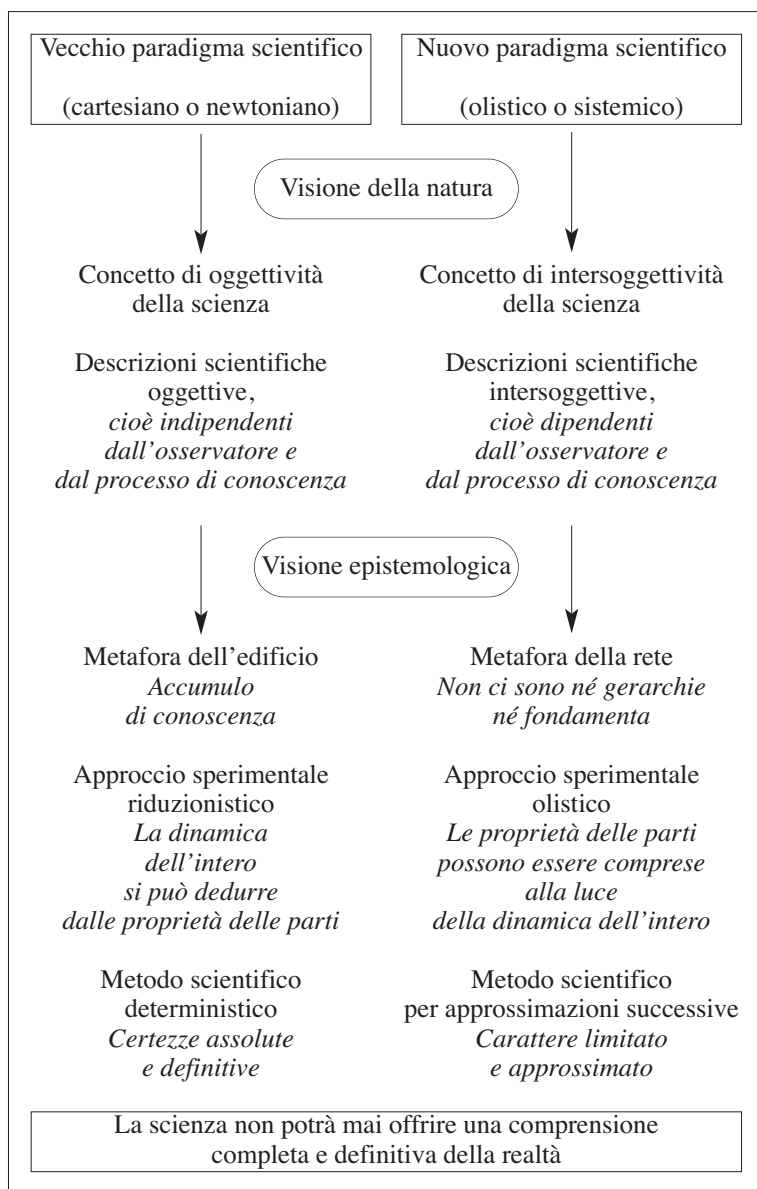 Vecchio paradigma scientifico
(cartesiano o newtoniano)
Nuovo paradigma scientifico
(olistico o sistemico)
Visione della natura
Concetto di oggettività
della scienza
Descrizioni scientifiche
oggettive,
cioè indipendenti
dall'osservatore e
dal processo di conoscenza
Concetto di intersoggettività
della scienza
Descrizioni scientifiche
intersoggettive,
cioè dipendenti
dall'osservatore e
dal processo di conoscenza
Visione epistemologica
Metafora dell'edificio
Accumulo
di conoscenza
Approccio sperimentale
riduzionistico
La dinamica
dell'intero
si può dedurre
dalle proprietà delle parti
Metodo scientifico
deterministico
Certezze assolute
e definitive
Metafora della rete
Non ci sono né gerarchie
né fondamenta
Approccio sperimentale
olistico
Le proprietà delle parti
possono essere comprese
alla luce
della dinamica dell'intero
Metodo scientifico
per approssimazioni successive
Carattere limitato
e approssimato
La scienza non potrà mai offrire una comprensione
completa e definitiva della realtà